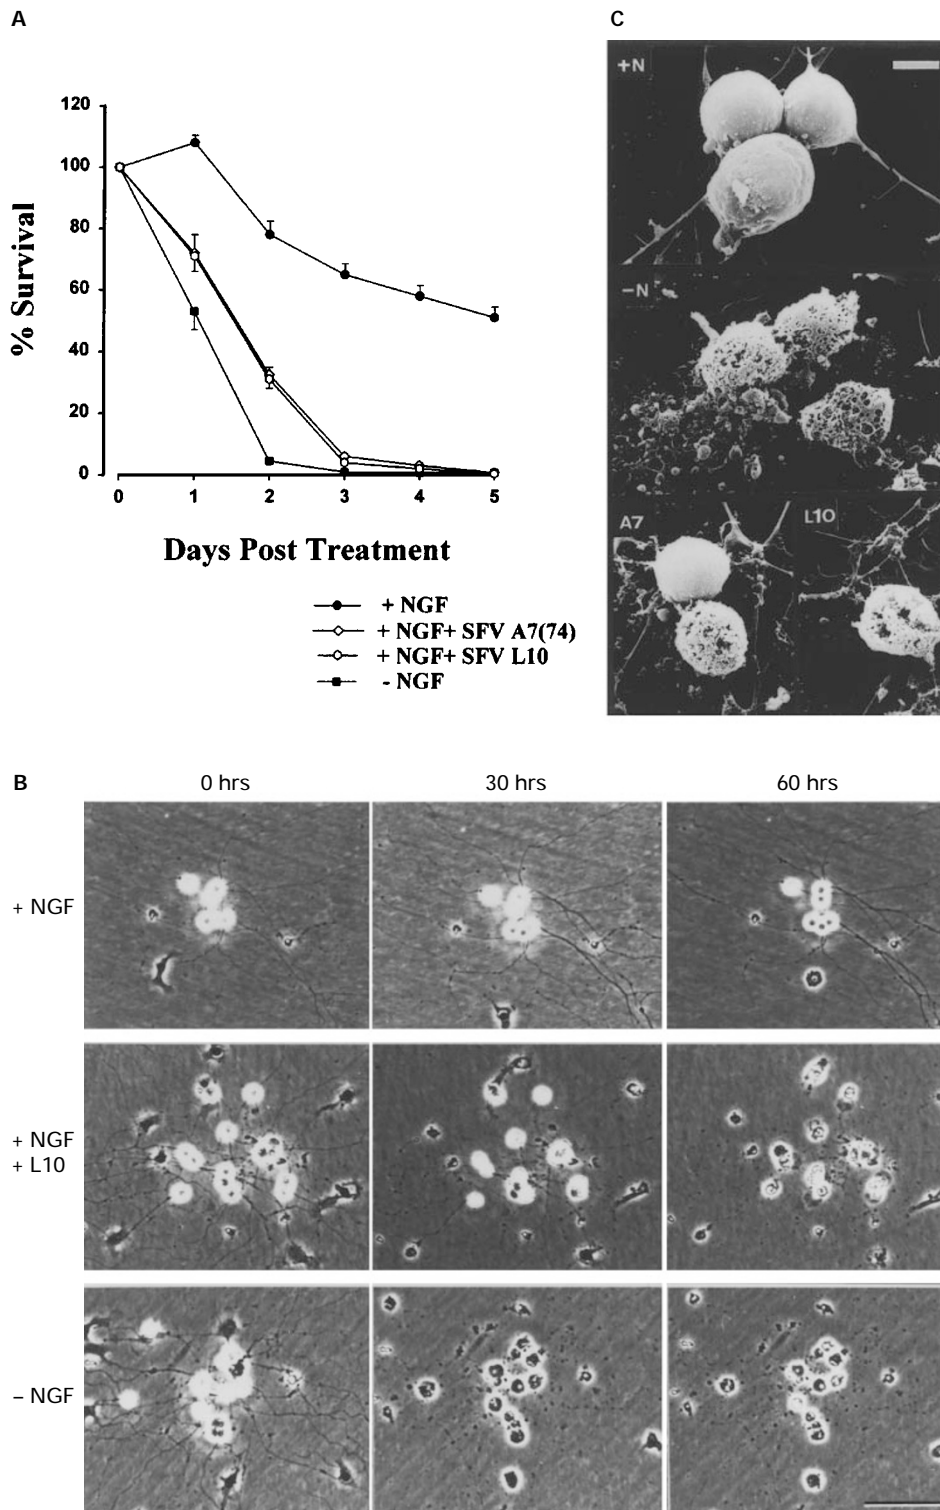 A
120
100
80
60
40
20
0
% Survival
0 1 2 3 4 5
Days Post Treatment
+ NGF
+ NGF+ SFV A7(74)
+ NGF+ SFV L10
- NGF
C
+N
-N
A7
L10
B
0 hrs 30 hrs 60 hrs
+ NGF
+ NGF
+ L10
– NGF